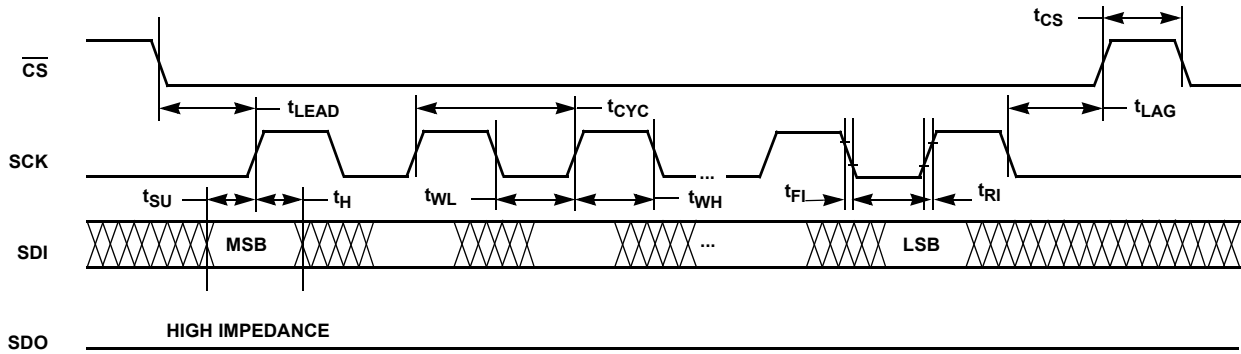 tCS
CS
tLEAD
tCYC
tLAG
SCK
...
tSU
tH
tWL
tWH
tFI
tRI
SDI
MSB
...
LSB
HIGH IMPEDANCE
SDO